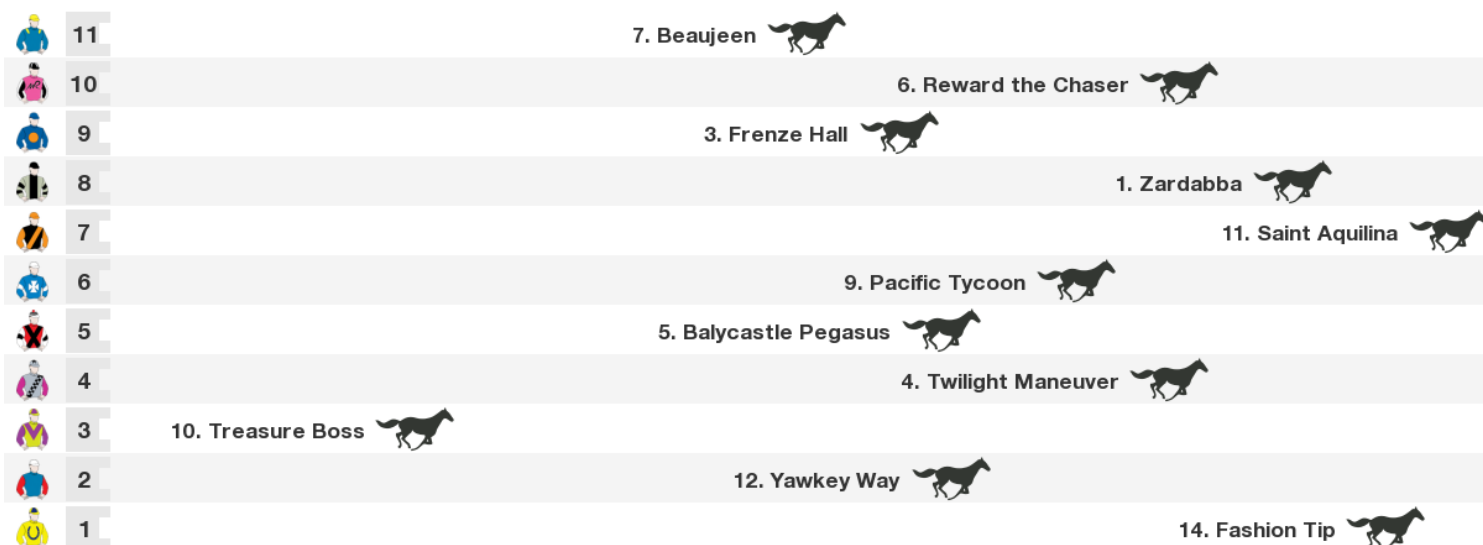 11 7. Beaujeen
10 6. Reward the Chaser
9 3. Frenze Hall
8 1. Zardabba
7 11. Saint Aquilina
6 9. Pacific Tycoon
5 5. Balycastle Pegasus
4 4. Twilight Maneuver
3 10. Treasure Boss
2 12. Yawkey Way
1 14. Fashion Tip